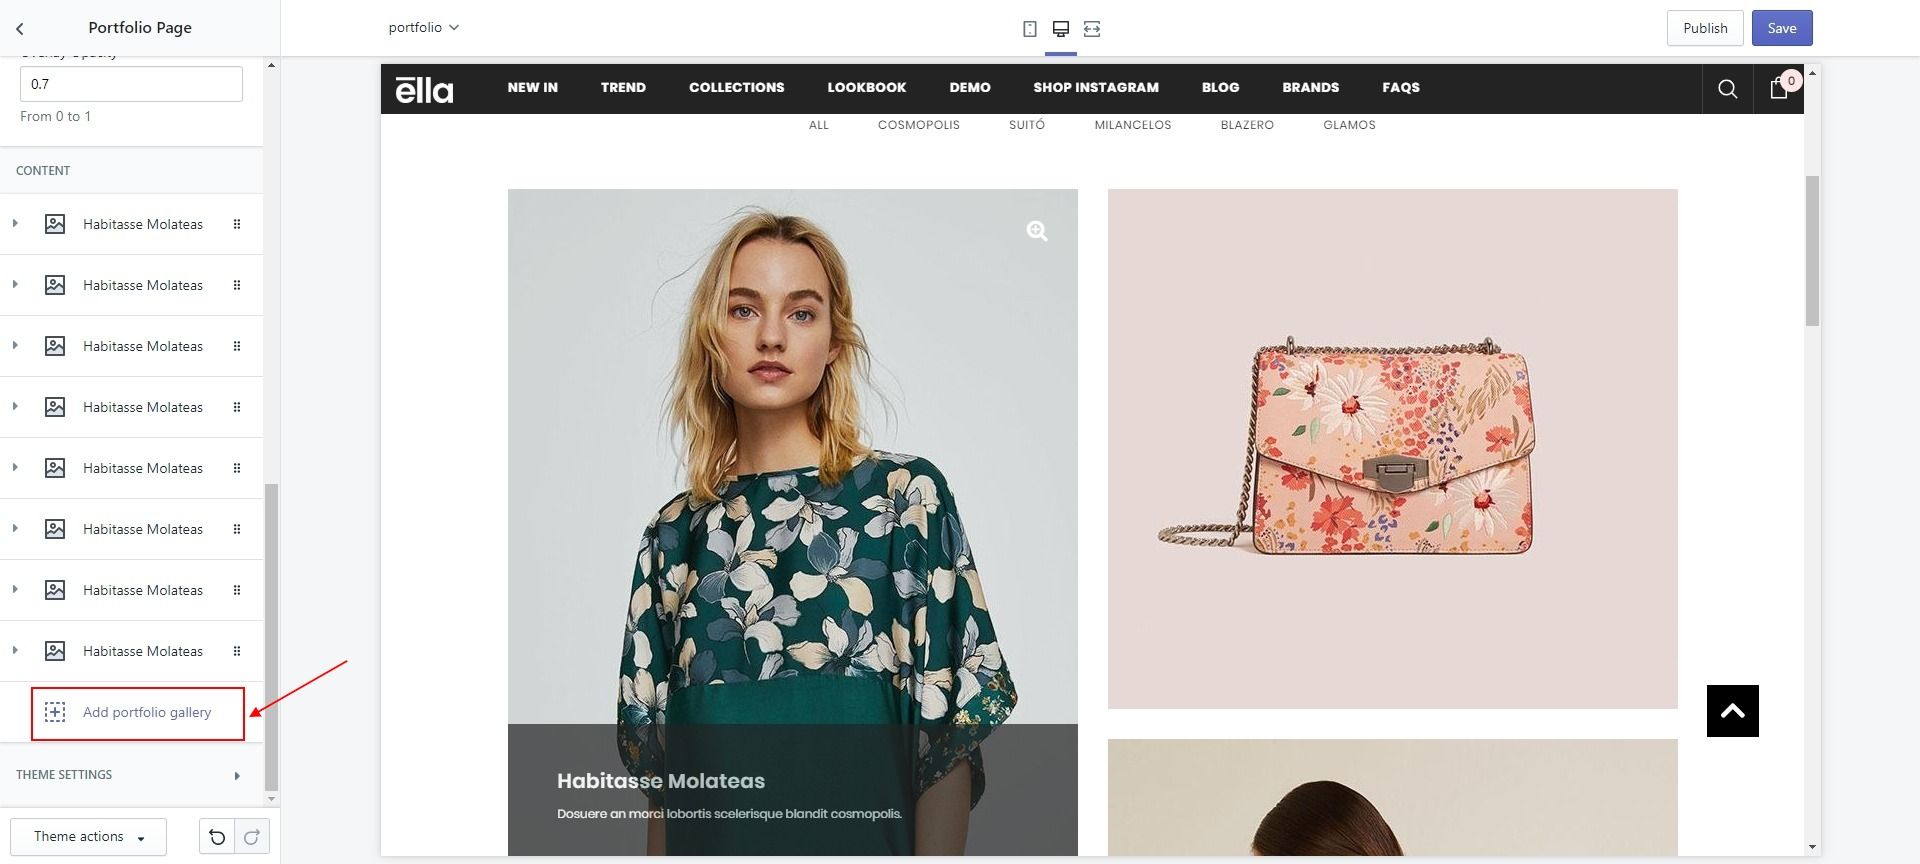 Portfolio Page
portfolio
Publish
Save
Overlay Opacity
0.7
From 0 to 1
CONTENT
Habitasse Molateas
Habitasse Molateas
Habitasse Molateas
Habitasse Molateas
Habitasse Molateas
Habitasse Molateas
Habitasse Molateas
Habitasse Molateas
Add portfolio gallery
THEME SETTINGS
Theme actions
ella
NEW IN TREND COLLECTIONS LOOKBOOK DEMO SHOP INSTAGRAM BLOG BRANDS FAQS
0
ALL COSMOPOLIS SUITÓ MILANCELOS BLAZERO GLAMOS
Habitasse Molateas
Dosuere an morci lobortis scelerisque blandit cosmopolis.